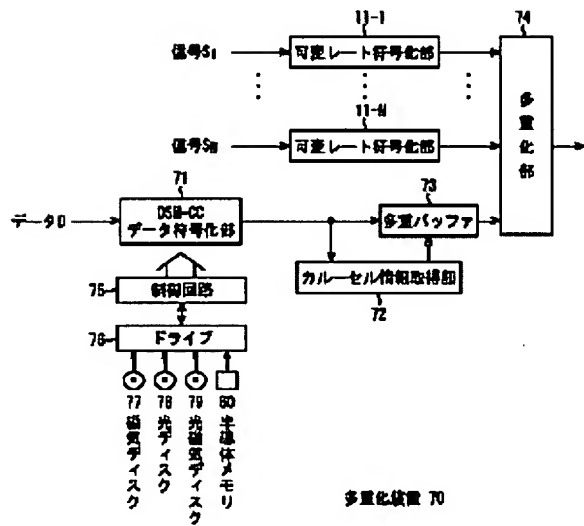 11-1
74
信号S1
可変レート符号化部
11-N
信号SN
可変レート符号化部
多重化部
71
73
データD
DSM-CC
データ符号化部
多重バッファ
75
制御回路
カルーセル情報取得部
72
76
ドライブ
77
78
79
80
磁気ディスク
光ディスク
光磁気ディスク
半導体メモリ
多重化装置 70